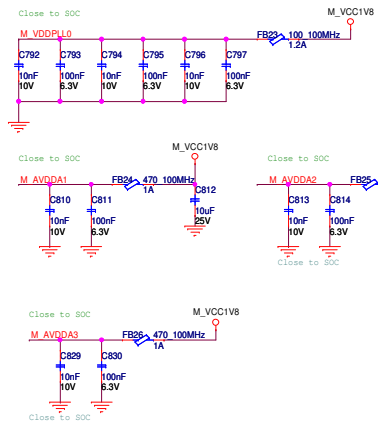 Close to SOC
M_VCC1V8
M_VDDPLL0
FB23 100_100MHz
1.2A
C792 C793 C794 C795 C796 C797
10nF 100nF 10nF 100nF 10nF 100nF
10V 6.3V 10V 6.3V 10V 6.3V
M_VCC1V8
Close to SOC Close to SOC
M_AVDDA1 FB24 470_100MHz M_AVDDA2 FB25
1A
C810 C811 C812 C813 C814
10nF 100nF 10uF 10nF 100nF
10V 6.3V 25V 10V 6.3V
Close to SOC
M_VCC1V8
Close to SOC
M_AVDDA3 FB26 470_100MHz
1A
C829 C830
10nF 100nF
10V 6.3V
Close to SOC